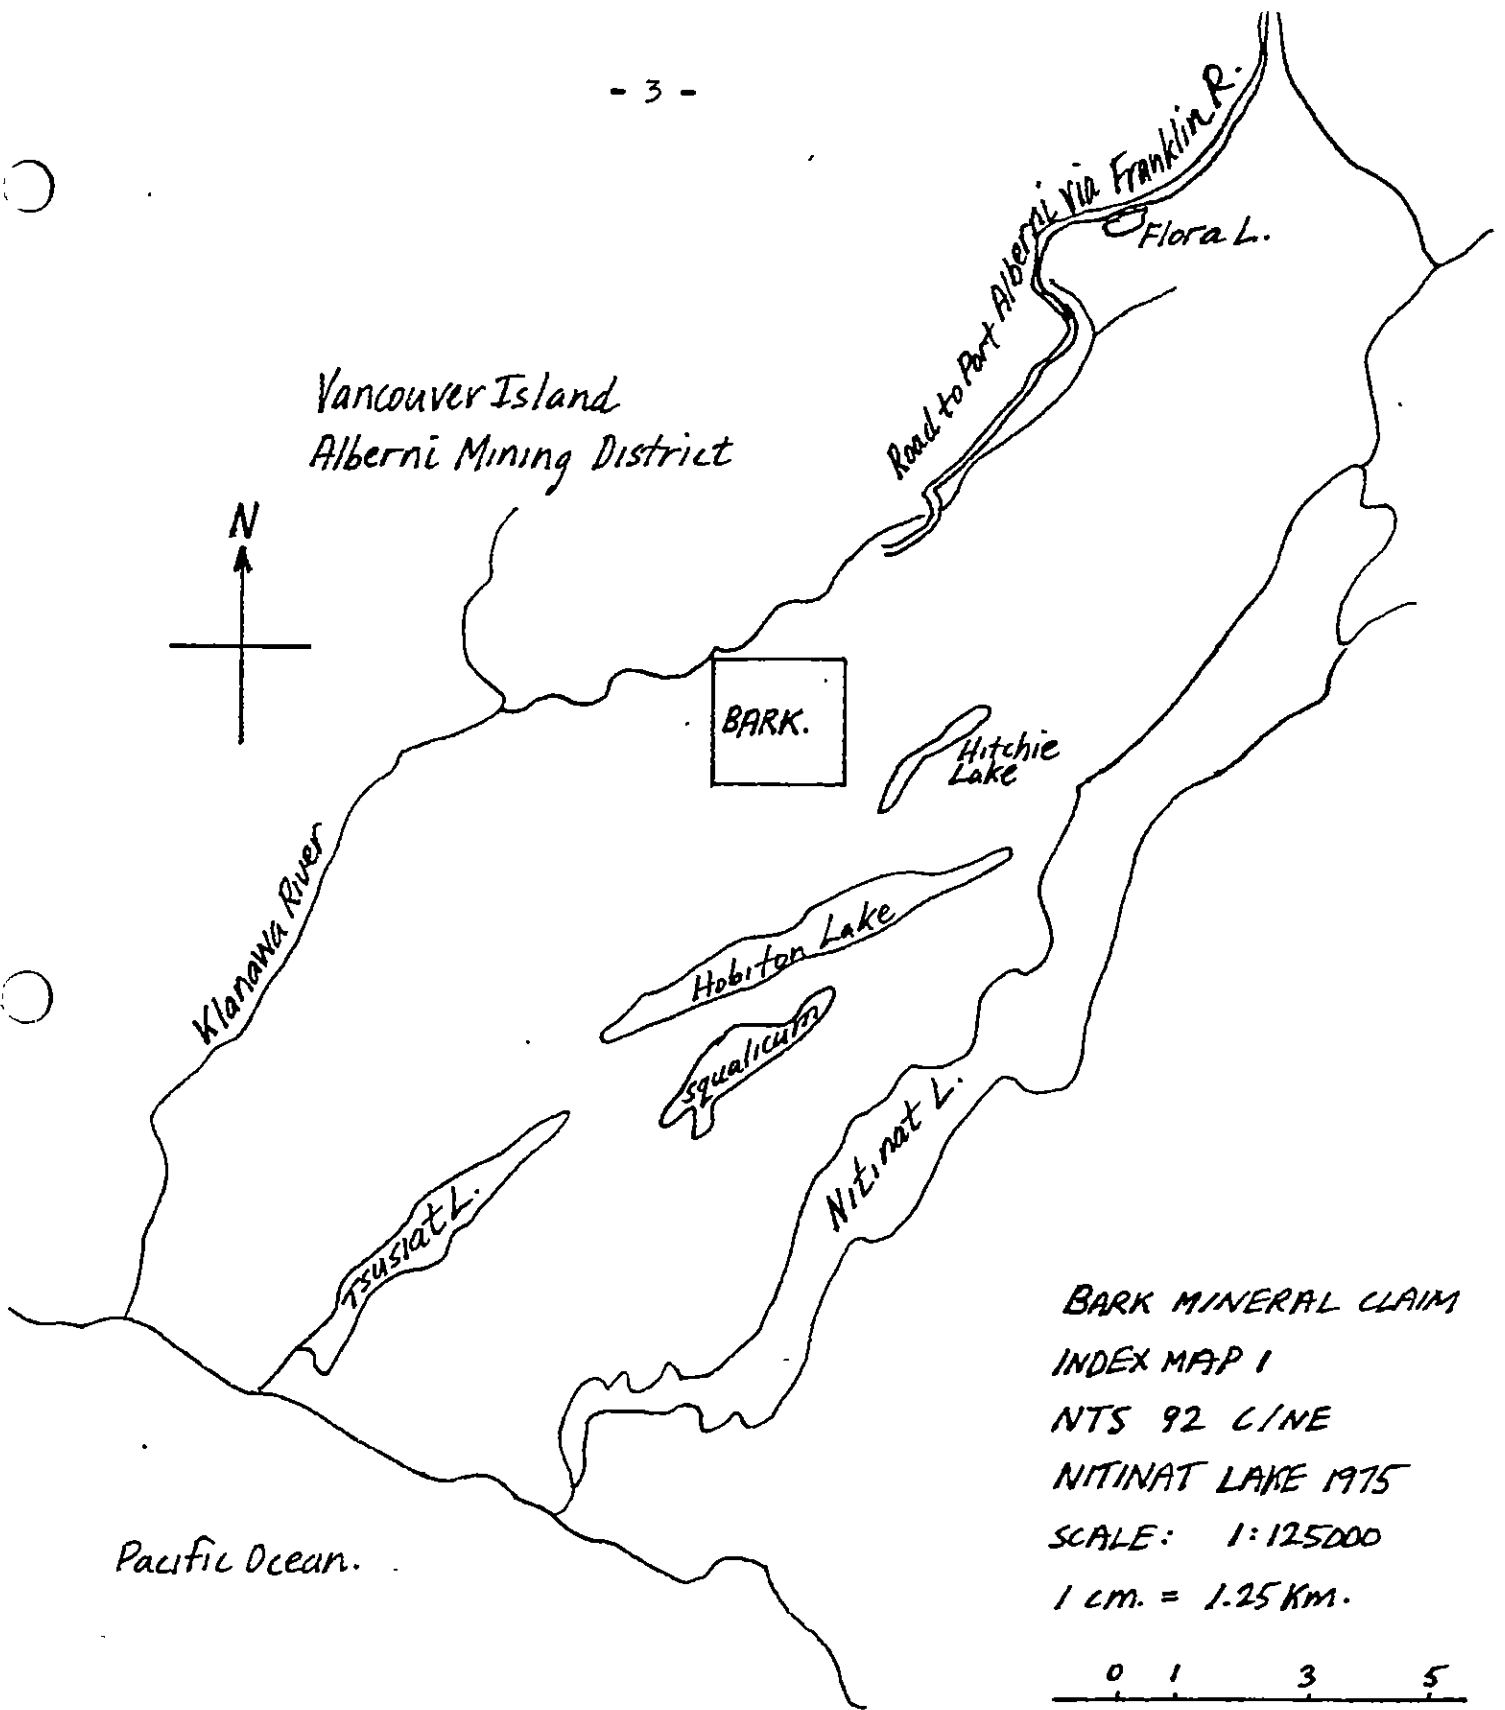 - 3 -
Road to Port Alberni via Franklin R.
Flora L.
Vancouver Island
Alberni Mining District
N
BARK.
Hitchie
Lake
Klanawa River
Hobiton Lake
Squalicum
Nitinat L.
Tsusiat L.
Pacific Ocean.
BARK MINERAL CLAIM
INDEX MAP 1
NTS 92 C/NE
NITINAT LAKE 1975
SCALE: 1:125000
1 cm. = 1.25 Km.
0 1 3 5